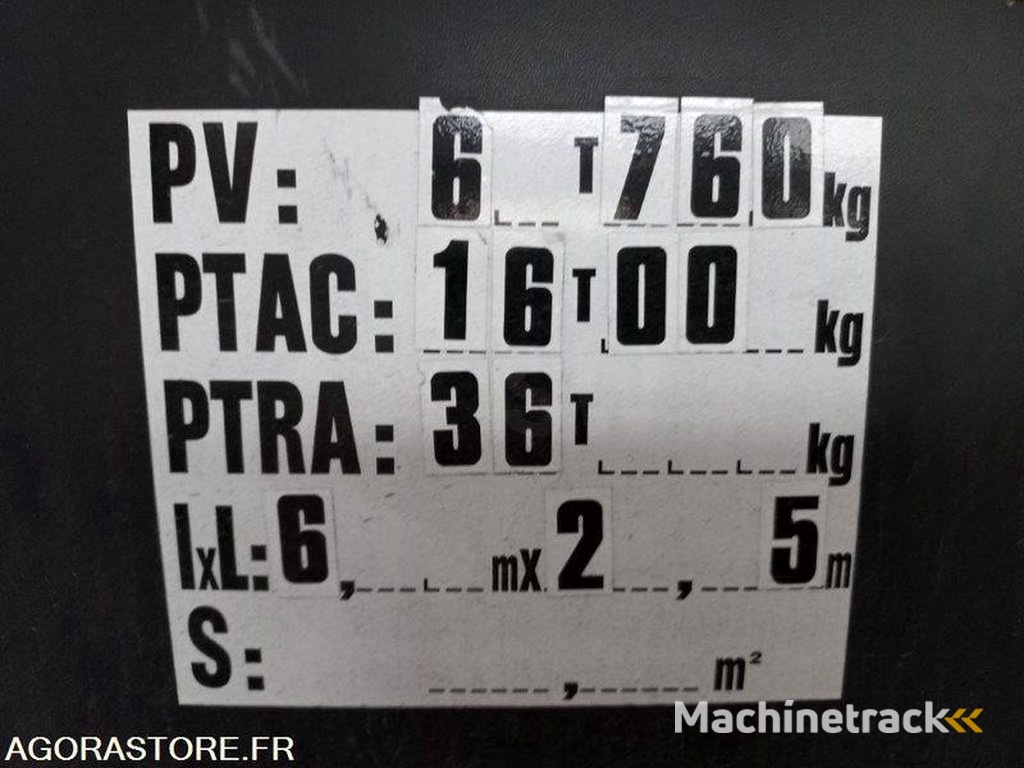 PV: 6 T 760 kg
PTAC: 16 T 00 kg
PTRA: 36 T kg
lxL: 6, mx 2 , 5 m
S: , m²
Machinetrack
AGORASTORE.FR